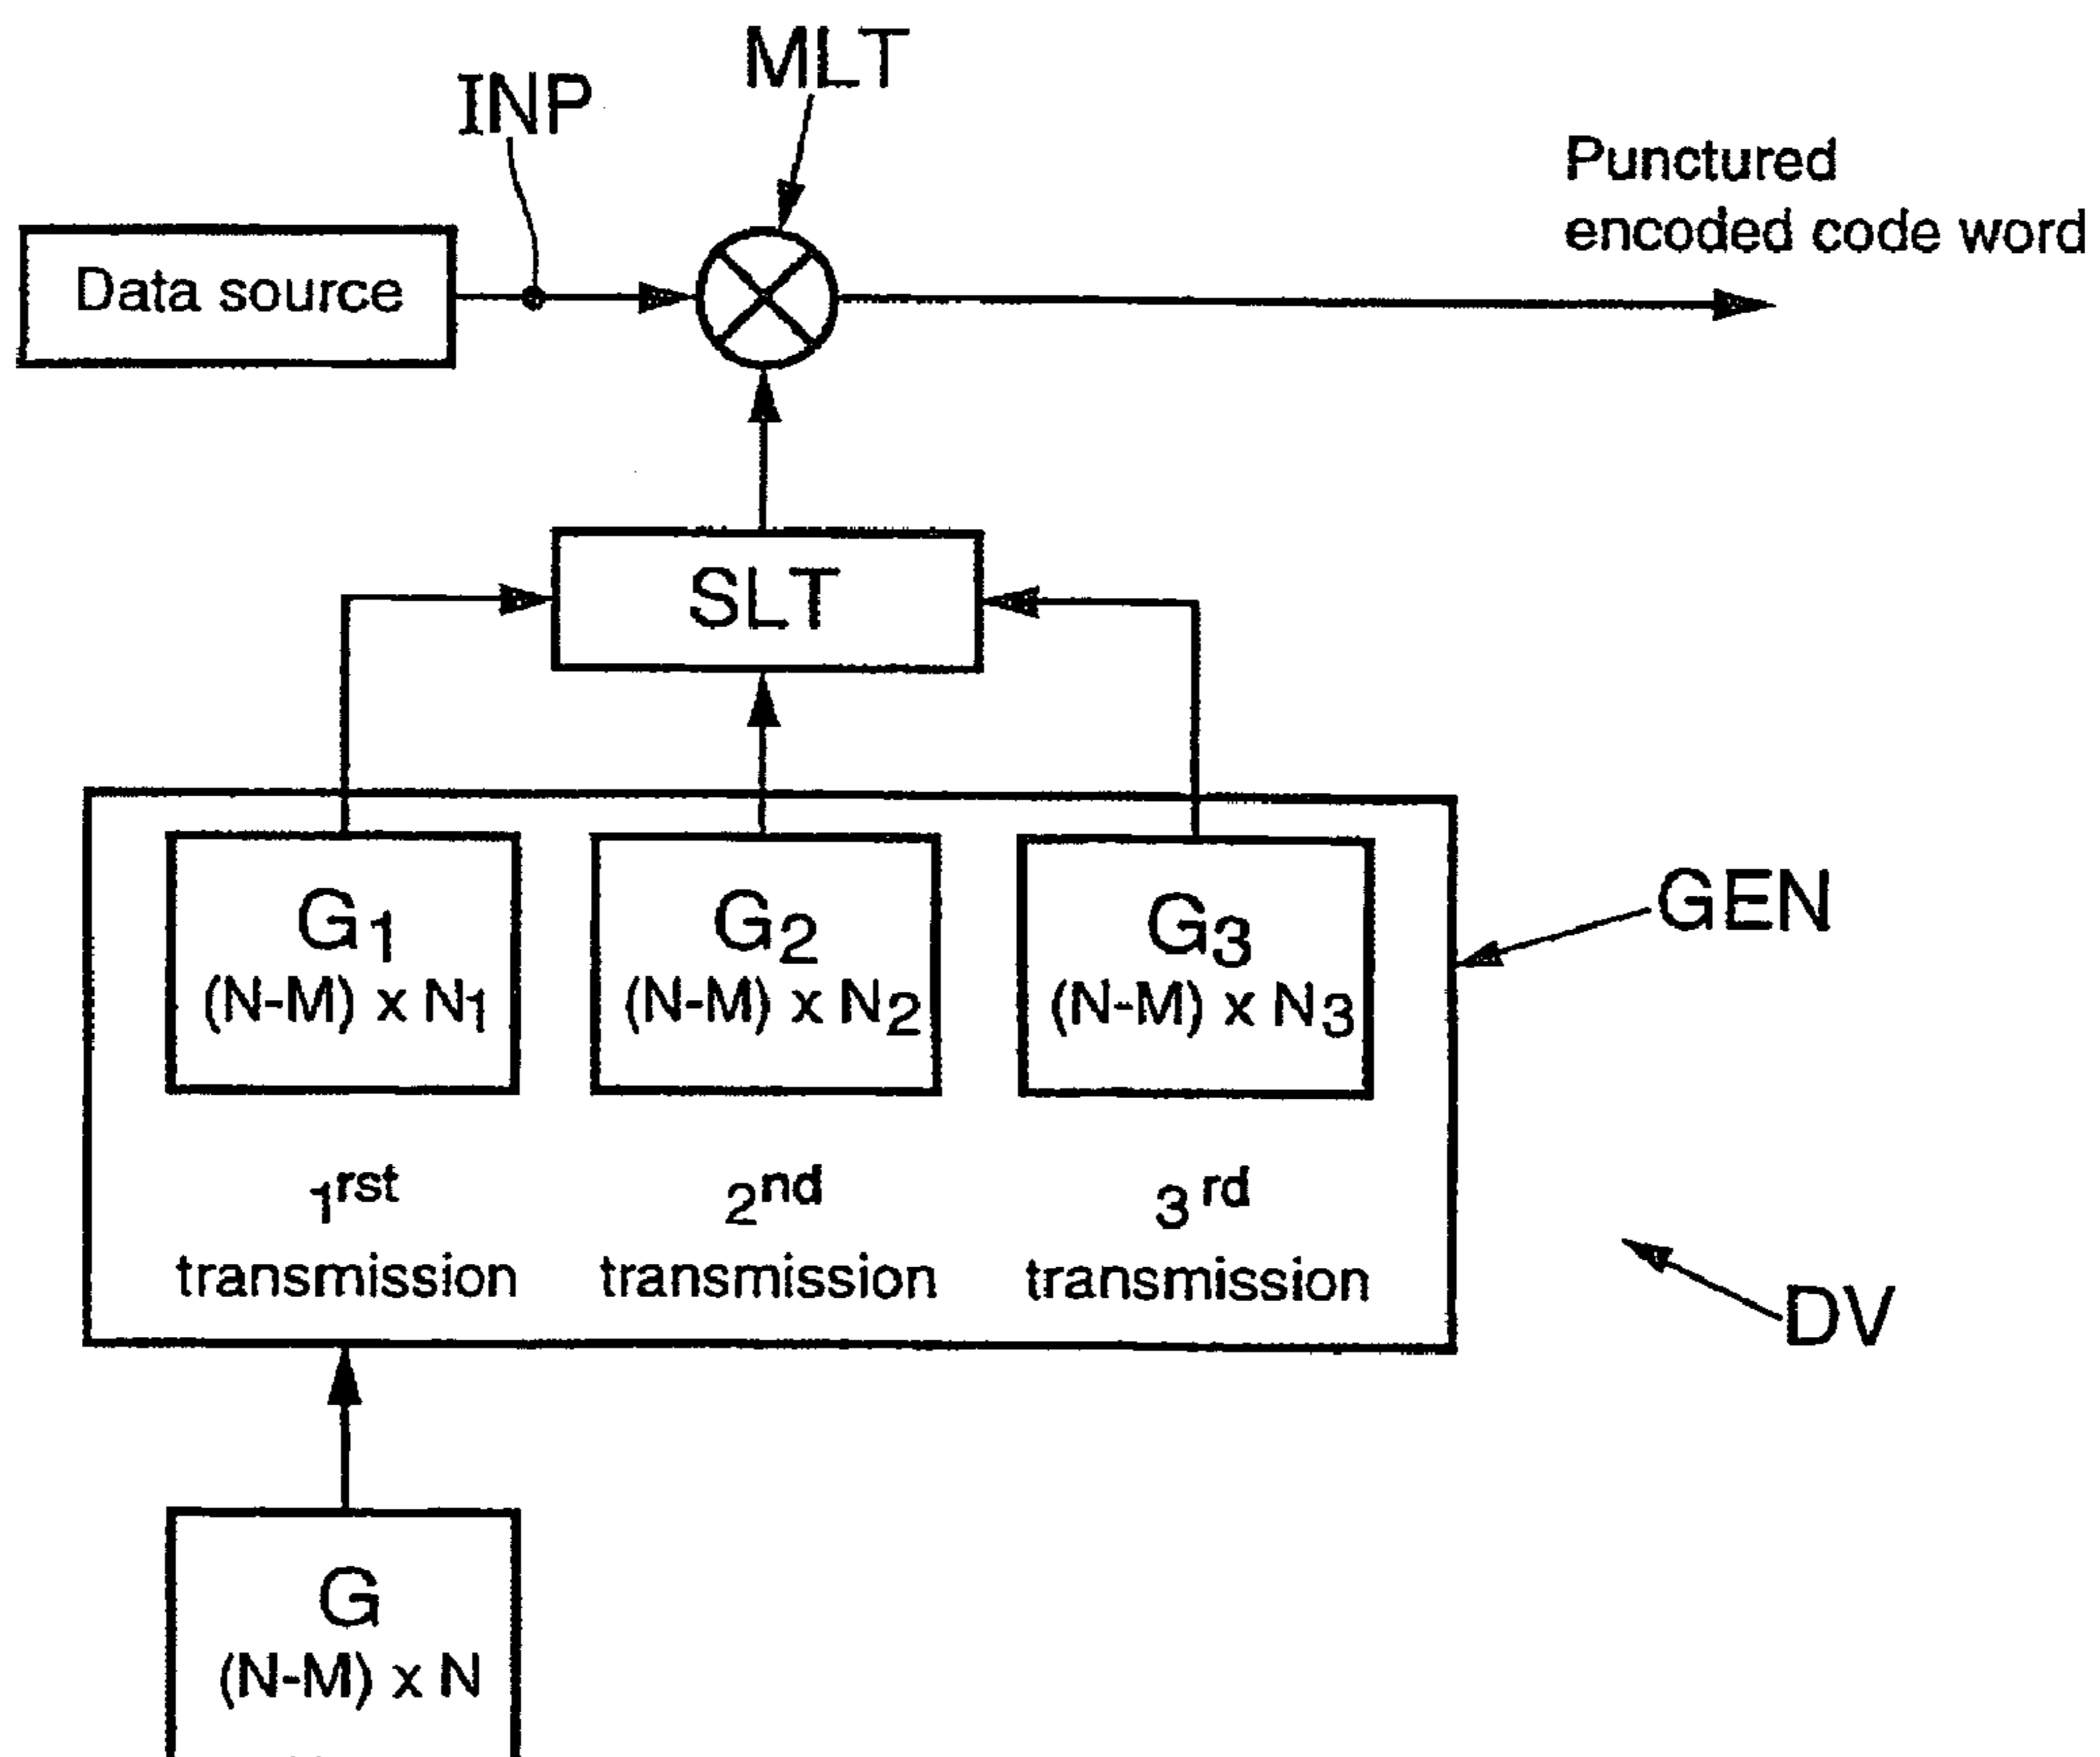 MLT
INP
Punctured
encoded code word
Data source
SLT
G1
(N-M) x N1
G2
(N-M) x N2
G3
(N-M) x N3
GEN
1rst
transmission
2nd
transmission
3rd
transmission
DV
G
(N-M) x N